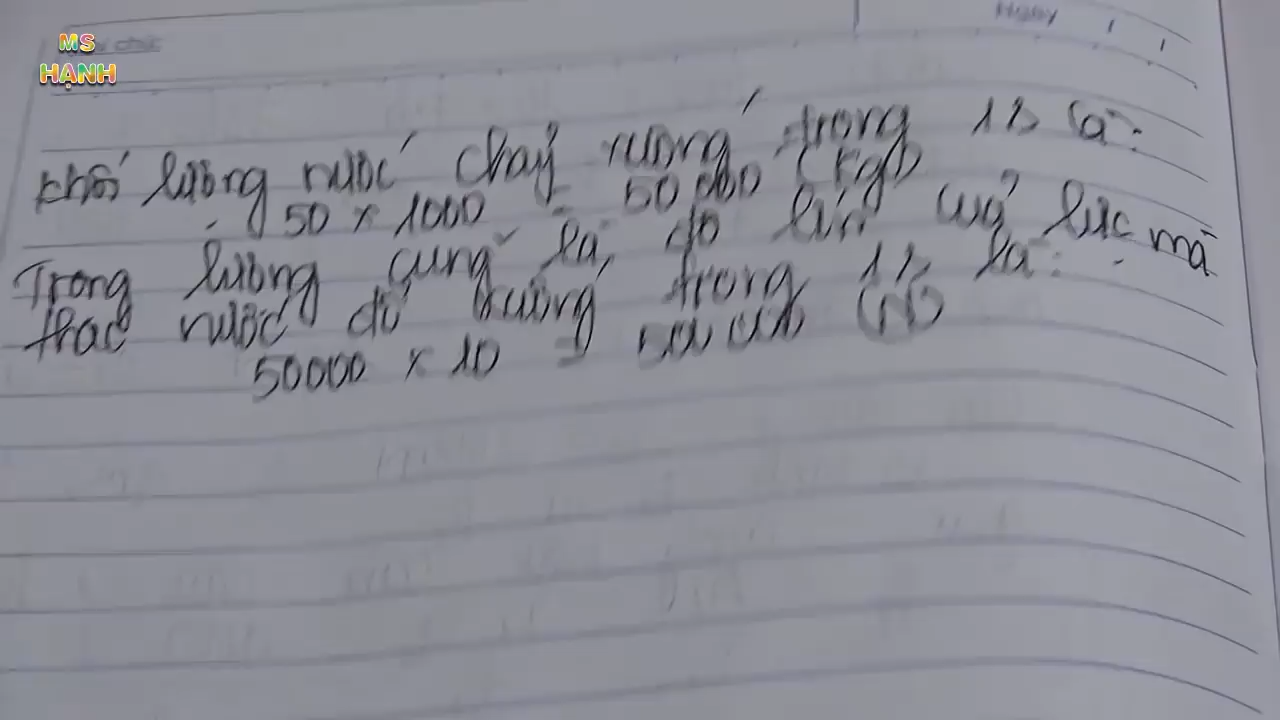 MS
HẠNH
Ngày / /
khối lượng nước chảy xuống trong 1s là:
50 x 1000 = 50 000 (kg)
Trọng lượng cũng là độ lớn của lực mà
thác nước đổ xuống trong 1s là:
50000 x 10 = 500 000 (N)